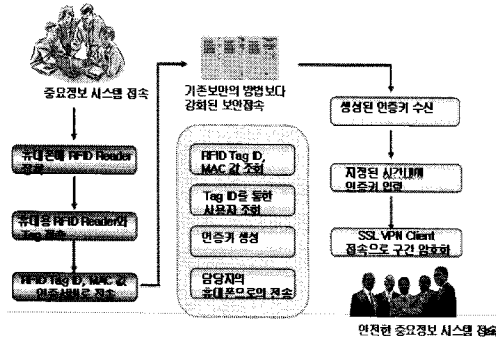 중요정보 시스템 접속
휴대폰에 RFID Reader
장착
휴대용 RFID Reader와
Tag 접속
RFID Tag ID, MAC 값
인증서버로 전송
기존보안의 방법보다
강화된 보안접속
RFID Tag ID,
MAC 값 조회
Tag ID를 통한
사용자 조회
인증키 생성
담당자의
휴대폰으로의 전송
생성된 인증키 수신
지정된 시간내에
인증키 입력
SSL VPN Client
접속으로 구간 암호화
안전한 중요정보 시스템 접속